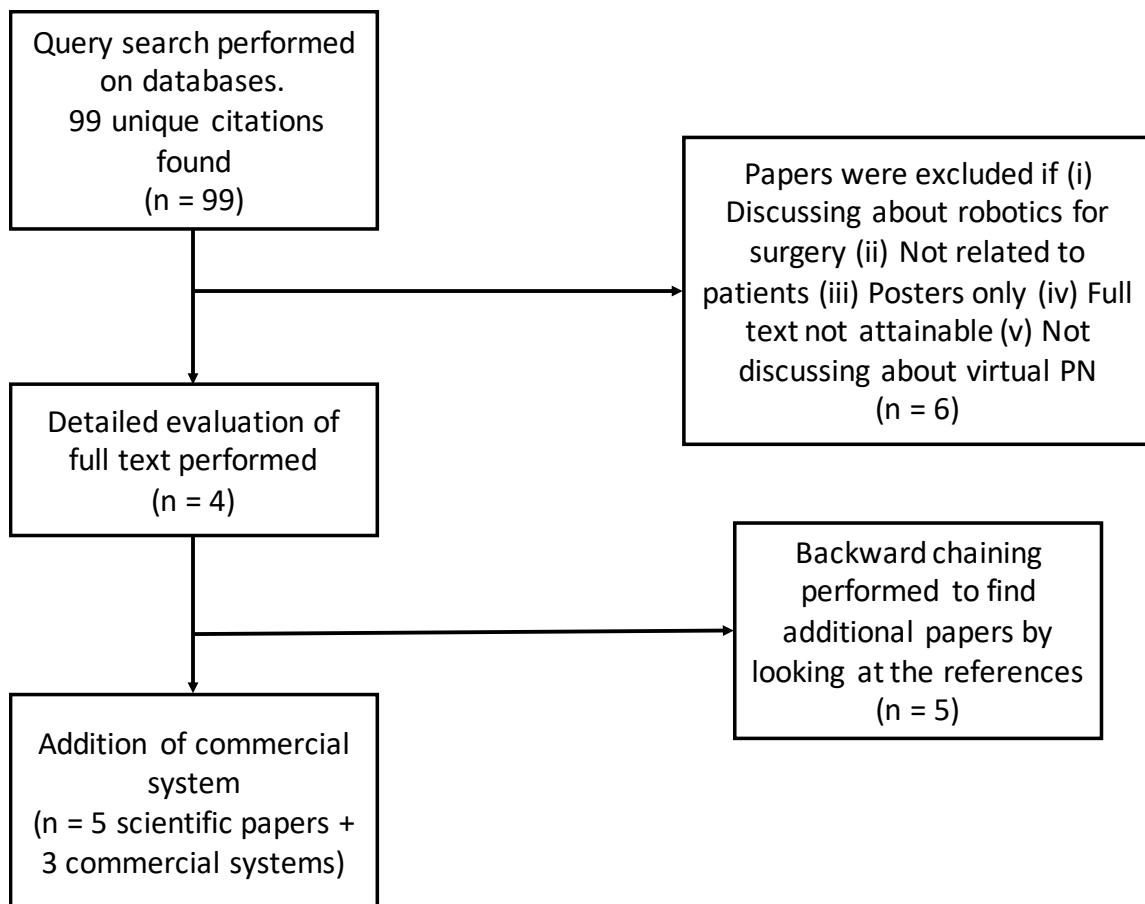 Query search performed
on databases.
99 unique citations
found
(n = 99)
Papers were excluded if (i)
Discussing about robotics for
surgery (ii) Not related to
patients (iii) Posters only (iv) Full
text not attainable (v) Not
discussing about virtual PN
(n = 6)
Detailed evaluation of
full text performed
(n = 4)
Backward chaining
performed to find
additional papers by
looking at the references
(n = 5)
Addition of commercial
system
(n = 5 scientific papers +
3 commercial systems)